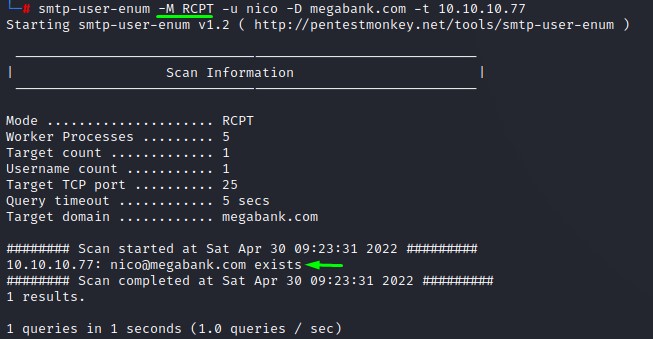 └─# smtp-user-enum -M RCPT -u nico -D megabank.com -t 10.10.10.77
Starting smtp-user-enum v1.2 ( http://pentestmonkey.net/tools/smtp-user-enum )
| Scan Information |
Mode ..................... RCPT
Worker Processes ......... 5
Target count ............. 1
Username count ........... 1
Target TCP port .......... 25
Query timeout ............ 5 secs
Target domain ............ megabank.com
######## Scan started at Sat Apr 30 09:23:31 2022 #########
10.10.10.77: nico@megabank.com exists
######## Scan completed at Sat Apr 30 09:23:31 2022 #########
1 results.
1 queries in 1 seconds (1.0 queries / sec)